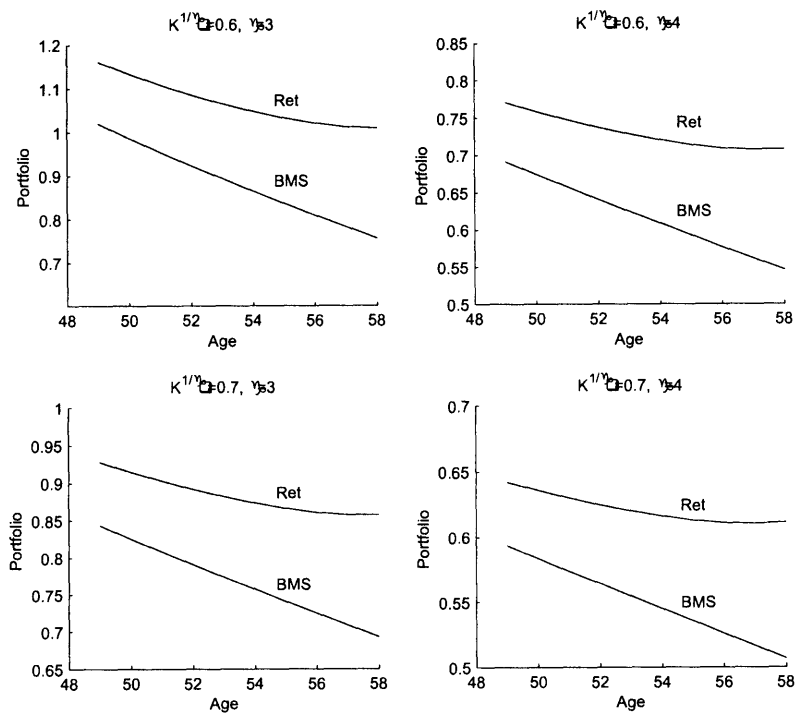 K^1/η =0.6, η=3
1.2
1.1
1
0.9
0.8
0.7
Portfolio
Ret
BMS
48 50 52 54 56 58
Age
K^1/η =0.6, η=4
0.85
0.8
0.75
0.7
0.65
0.6
0.55
0.5
Portfolio
Ret
BMS
48 50 52 54 56 58
Age
K^1/η =0.7, η=3
1
0.95
0.9
0.85
0.8
0.75
0.7
0.65
Portfolio
Ret
BMS
48 50 52 54 56 58
Age
K^1/η =0.7, η=4
0.7
0.65
0.6
0.55
0.5
Portfolio
Ret
BMS
48 50 52 54 56 58
Age